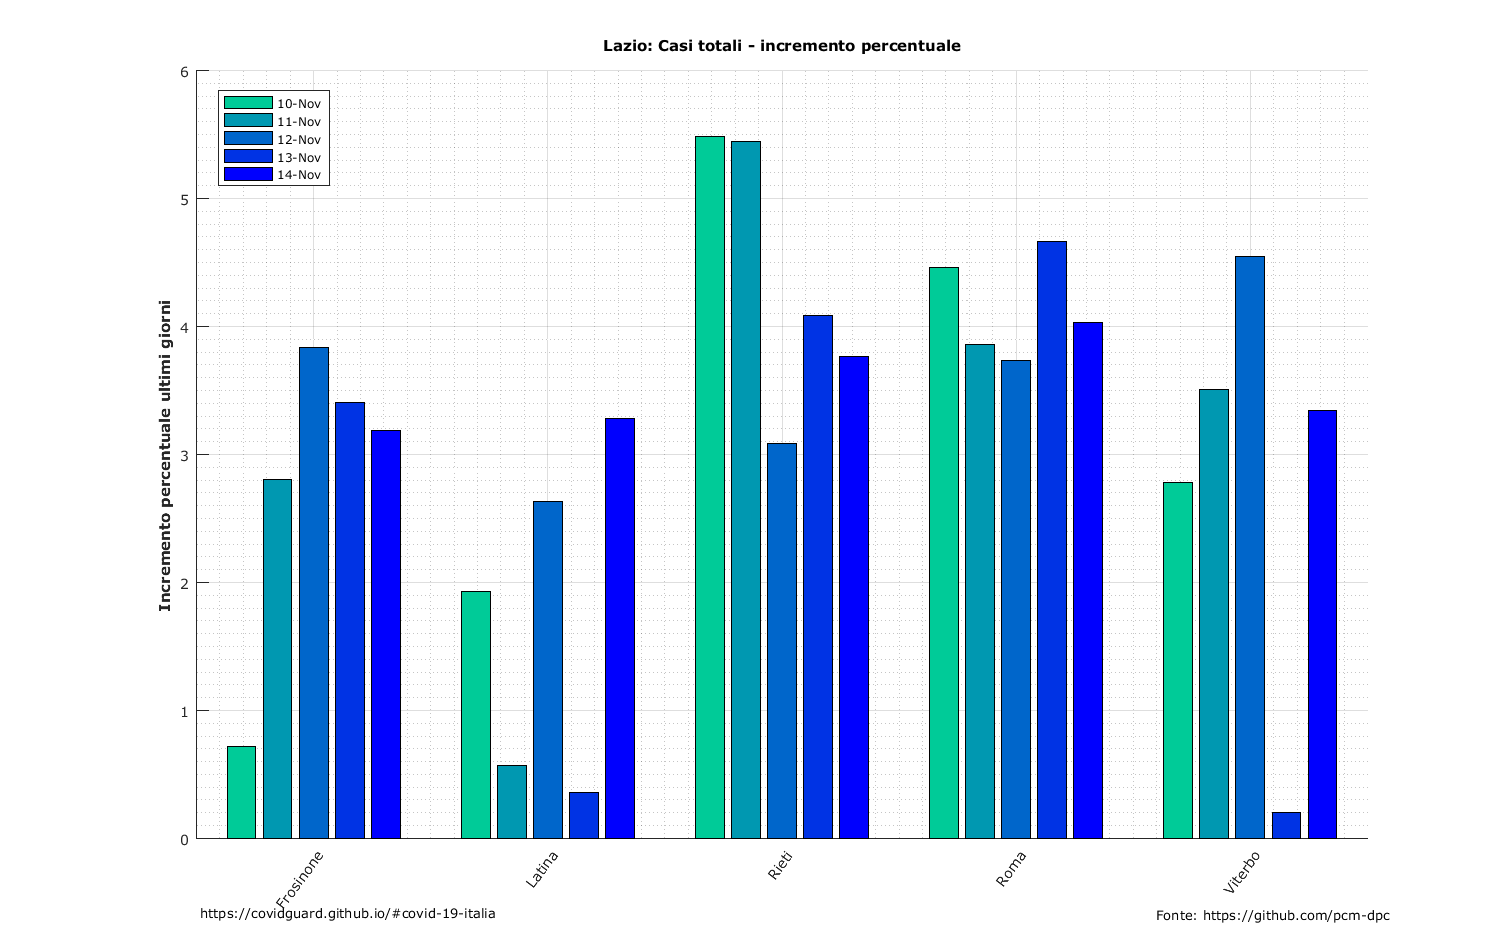 Lazio: Casi totali - incremento percentuale
Incremento percentuale ultimi giorni
6
5
4
3
2
1
0
10-Nov
11-Nov
12-Nov
13-Nov
14-Nov
Frosinone
Latina
Rieti
Roma
Viterbo
https://covidguard.github.io/#covid-19-italia
Fonte: https://github.com/pcm-dpc